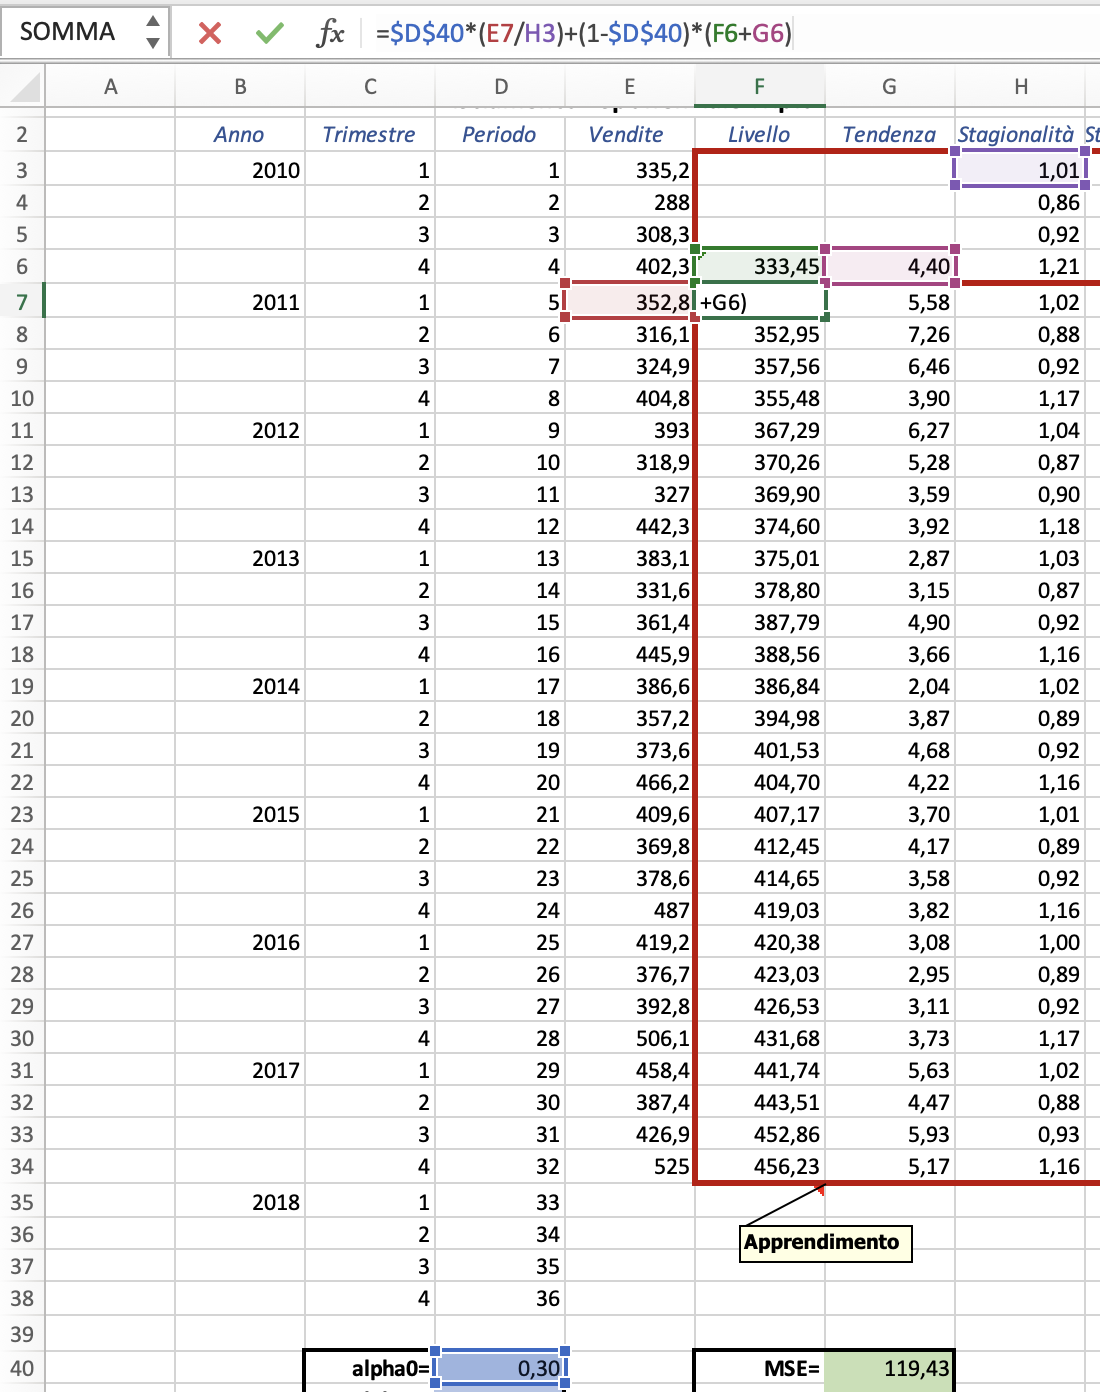 SOMMA fx =$D$40*(E7/H3)+(1-$D$40)*(F6+G6)
A B C D E F G H
2 Anno Trimestre Periodo Vendite Livello Tendenza Stagionalità St
3 2010 1 1 335,2 1,01
4 2 2 288 0,86
5 3 3 308,3 0,92
6 4 4 402,3 333,45 4,40 1,21
7 2011 1 5 352,8 +G6) 5,58 1,02
8 2 6 316,1 352,95 7,26 0,88
9 3 7 324,9 357,56 6,46 0,92
10 4 8 404,8 355,48 3,90 1,17
11 2012 1 9 393 367,29 6,27 1,04
12 2 10 318,9 370,26 5,28 0,87
13 3 11 327 369,90 3,59 0,90
14 4 12 442,3 374,60 3,92 1,18
15 2013 1 13 383,1 375,01 2,87 1,03
16 2 14 331,6 378,80 3,15 0,87
17 3 15 361,4 387,79 4,90 0,92
18 4 16 445,9 388,56 3,66 1,16
19 2014 1 17 386,6 386,84 2,04 1,02
20 2 18 357,2 394,98 3,87 0,89
21 3 19 373,6 401,53 4,68 0,92
22 4 20 466,2 404,70 4,22 1,16
23 2015 1 21 409,6 407,17 3,70 1,01
24 2 22 369,8 412,45 4,17 0,89
25 3 23 378,6 414,65 3,58 0,92
26 4 24 487 419,03 3,82 1,16
27 2016 1 25 419,2 420,38 3,08 1,00
28 2 26 376,7 423,03 2,95 0,89
29 3 27 392,8 426,53 3,11 0,92
30 4 28 506,1 431,68 3,73 1,17
31 2017 1 29 458,4 441,74 5,63 1,02
32 2 30 387,4 443,51 4,47 0,88
33 3 31 426,9 452,86 5,93 0,93
34 4 32 525 456,23 5,17 1,16
35 2018 1 33
36 2 34
Apprendimento
37 3 35
38 4 36
39
40 alpha0= 0,30 MSE= 119,43